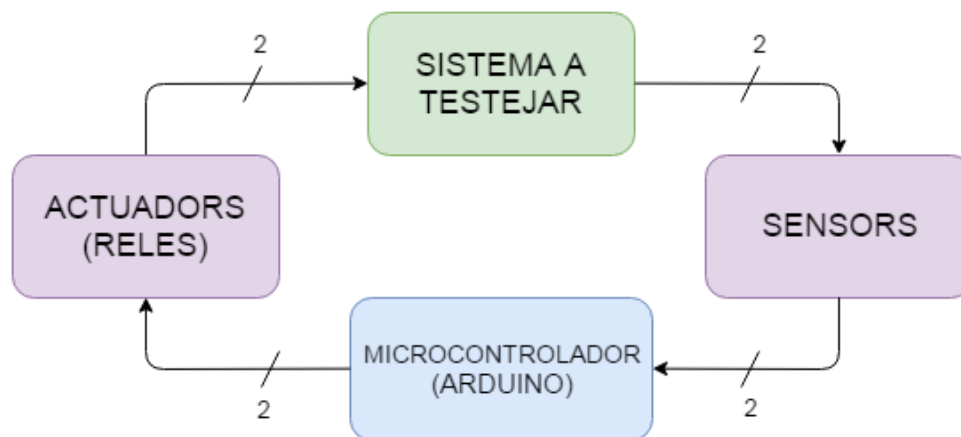 2
2
SISTEMA A
TESTEJAR
ACTUADORS
(RELES)
SENSORS
MICROCONTROLADOR
(ARDUINO)
2
2